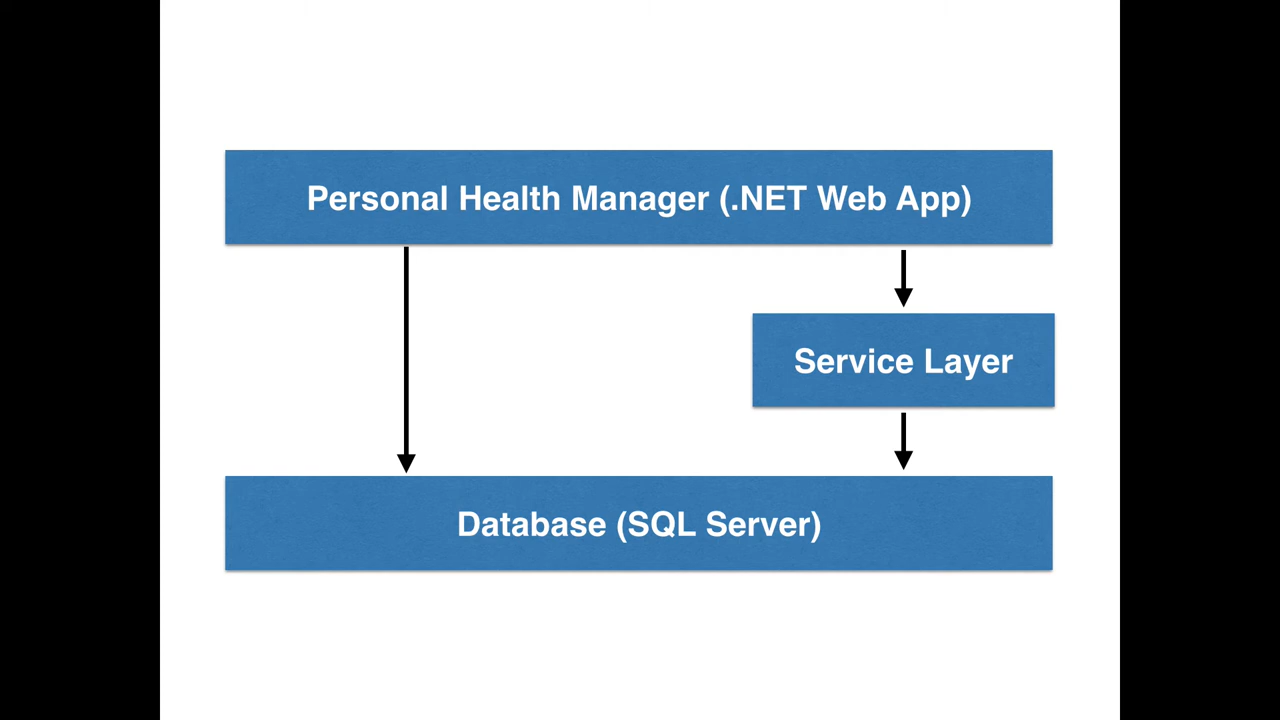 Personal Health Manager (.NET Web App)
Service Layer
Database (SQL Server)